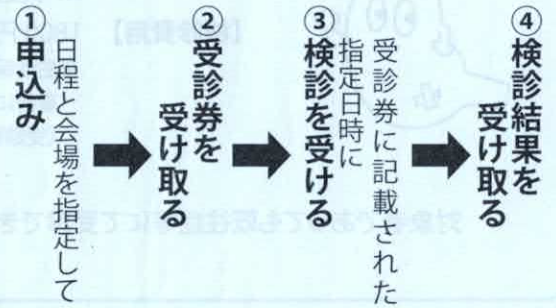 日程と会場を指定して
①申込み
②受診券を
受け取る
受診券に記載された
指定日時に
③検診を受ける
④検診結果を
受け取る